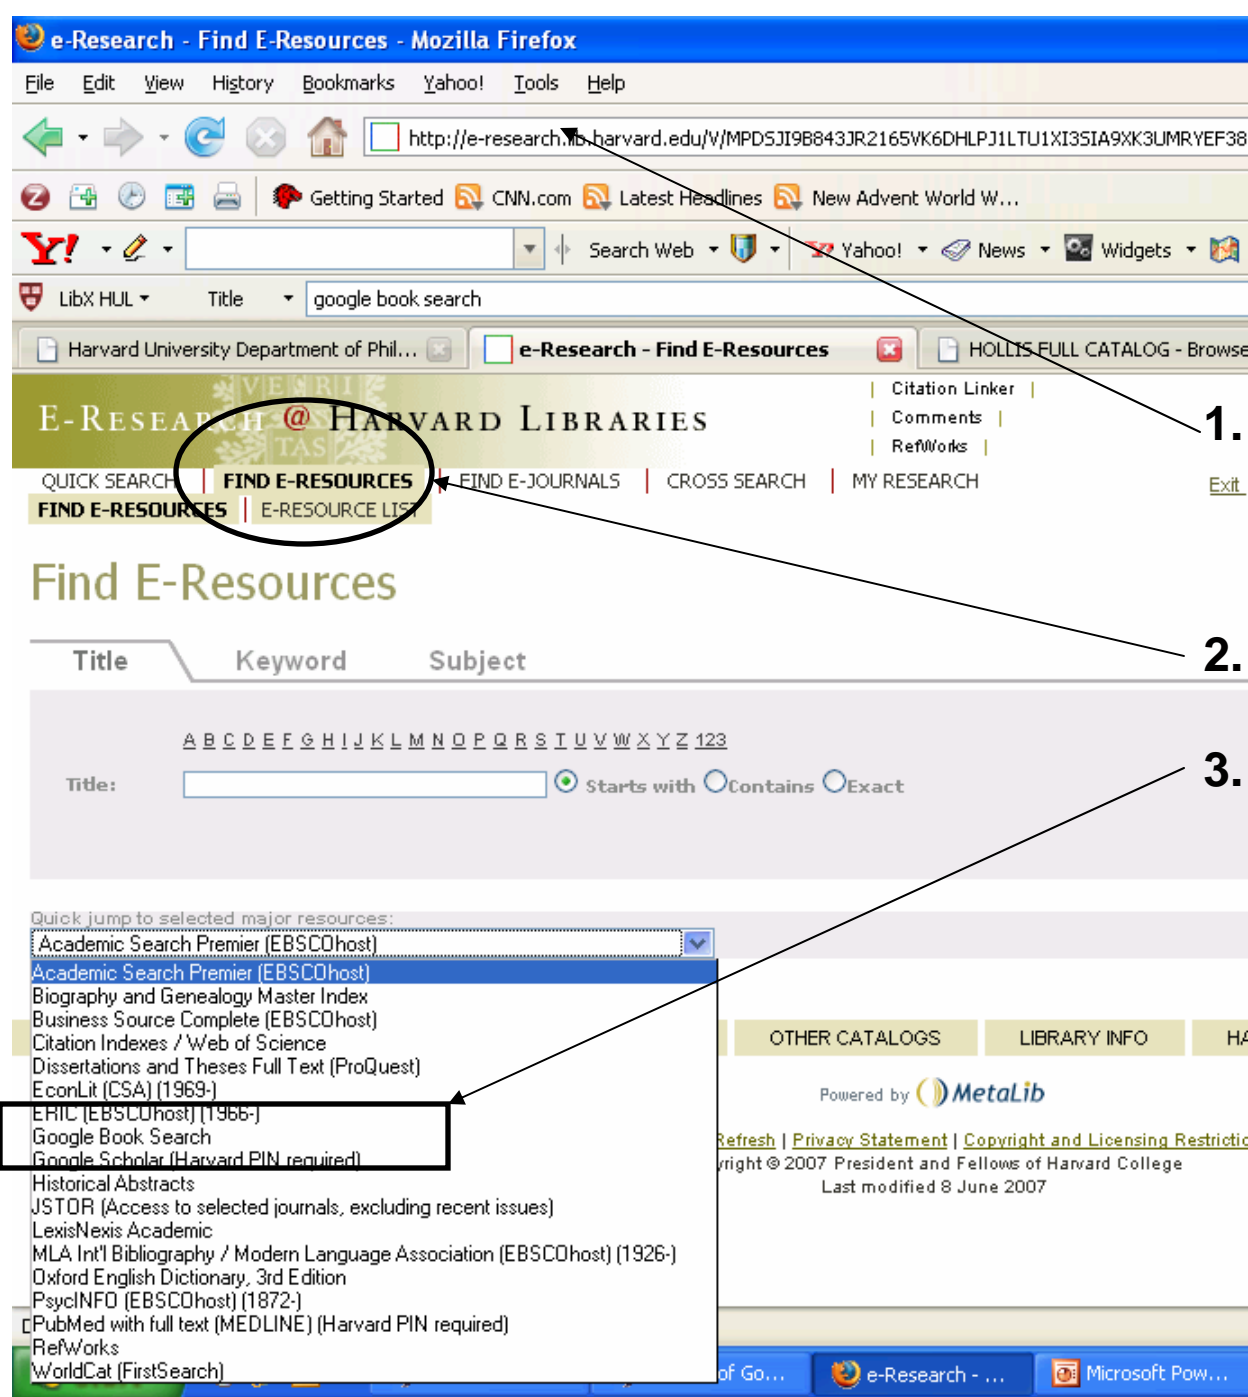 e-Research - Find E-Resources - Mozilla Firefox
File Edit View History Bookmarks Yahoo! Tools Help
http://e-research.lib.harvard.edu/V/MPDSJI9B843JR2165VK6DHLPJ1LTU1XI3SIA9XK3UMRYEF38
Getting Started CNN.com Latest Headlines New Advent World W...
Y! Search Web Yahoo! News Widgets
LibX HUL Title google book search
Harvard University Department of Phil... e-Research - Find E-Resources HOLLIS FULL CATALOG - Browse
VE RI TAS
Citation Linker |
E-RESEARCH @ HARVARD LIBRARIES | Comments |
| RefWorks |
1.
QUICK SEARCH | FIND E-RESOURCES | FIND E-JOURNALS | CROSS SEARCH | MY RESEARCH
Exit
FIND E-RESOURCES | E-RESOURCE LIST
Find E-Resources
2.
Title Keyword Subject
A B C D E F G H I J K L M N O P Q R S T U V W X Y Z 123
3.
Title: Starts with Contains Exact
Quick jump to selected major resources:
Academic Search Premier (EBSCOhost)
Academic Search Premier (EBSCOhost)
Biography and Genealogy Master Index
Business Source Complete (EBSCOhost)
Citation Indexes / Web of Science
Dissertations and Theses Full Text (ProQuest)
EconLit (CSA) (1969-)
ERIC (EBSCOhost) (1966-)
Google Book Search
Google Scholar (Harvard PIN required)
Historical Abstracts
JSTOR (Access to selected journals, excluding recent issues)
LexisNexis Academic
MLA Int'l Bibliography / Modern Language Association (EBSCOhost) (1926-)
Oxford English Dictionary, 3rd Edition
PsycINFO (EBSCOhost) (1872-)
PubMed with full text (MEDLINE) (Harvard PIN required)
RefWorks
WorldCat (FirstSearch)
OTHER CATALOGS LIBRARY INFO HA
Powered by MetaLib
Refresh | Privacy Statement | Copyright and Licensing Restrictio
yright © 2007 President and Fellows of Harvard College
Last modified 8 June 2007
of Go... e-Research - ... Microsoft Pow...